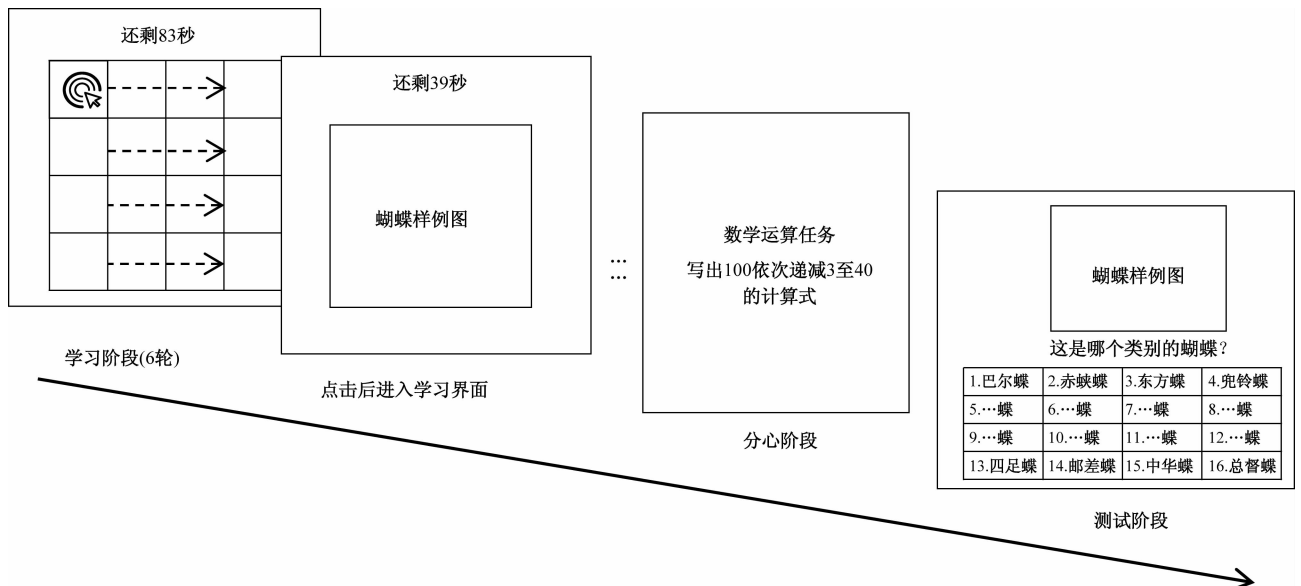 还剩83秒
学习阶段(6轮)
还剩39秒
蝴蝶样例图
点击后进入学习界面
……
数学运算任务
写出100依次递减3至40
的计算式
分心阶段
蝴蝶样例图
这是哪个类别的蝴蝶？
1.巴尔蝶 2.赤蛱蝶 3.东方蝶 4.兜铃蝶
5.…蝶 6.…蝶 7.…蝶 8.…蝶
9.…蝶 10.…蝶 11.…蝶 12.…蝶
13.四足蝶 14.邮差蝶 15.中华蝶 16.总督蝶
测试阶段